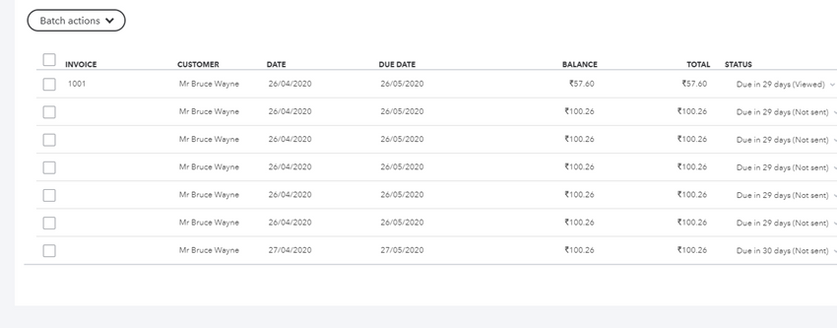 Batch actions
INVOICE CUSTOMER DATE DUE DATE BALANCE TOTAL STATUS
1001 Mr Bruce Wayne 26/04/2020 26/05/2020 ₹57.60 ₹57.60 Due in 29 days (Viewed)
Mr Bruce Wayne 26/04/2020 26/05/2020 ₹100.26 ₹100.26 Due in 29 days (Not sent)
Mr Bruce Wayne 26/04/2020 26/05/2020 ₹100.26 ₹100.26 Due in 29 days (Not sent)
Mr Bruce Wayne 26/04/2020 26/05/2020 ₹100.26 ₹100.26 Due in 29 days (Not sent)
Mr Bruce Wayne 26/04/2020 26/05/2020 ₹100.26 ₹100.26 Due in 29 days (Not sent)
Mr Bruce Wayne 26/04/2020 26/05/2020 ₹100.26 ₹100.26 Due in 29 days (Not sent)
Mr Bruce Wayne 27/04/2020 27/05/2020 ₹100.26 ₹100.26 Due in 30 days (Not sent)